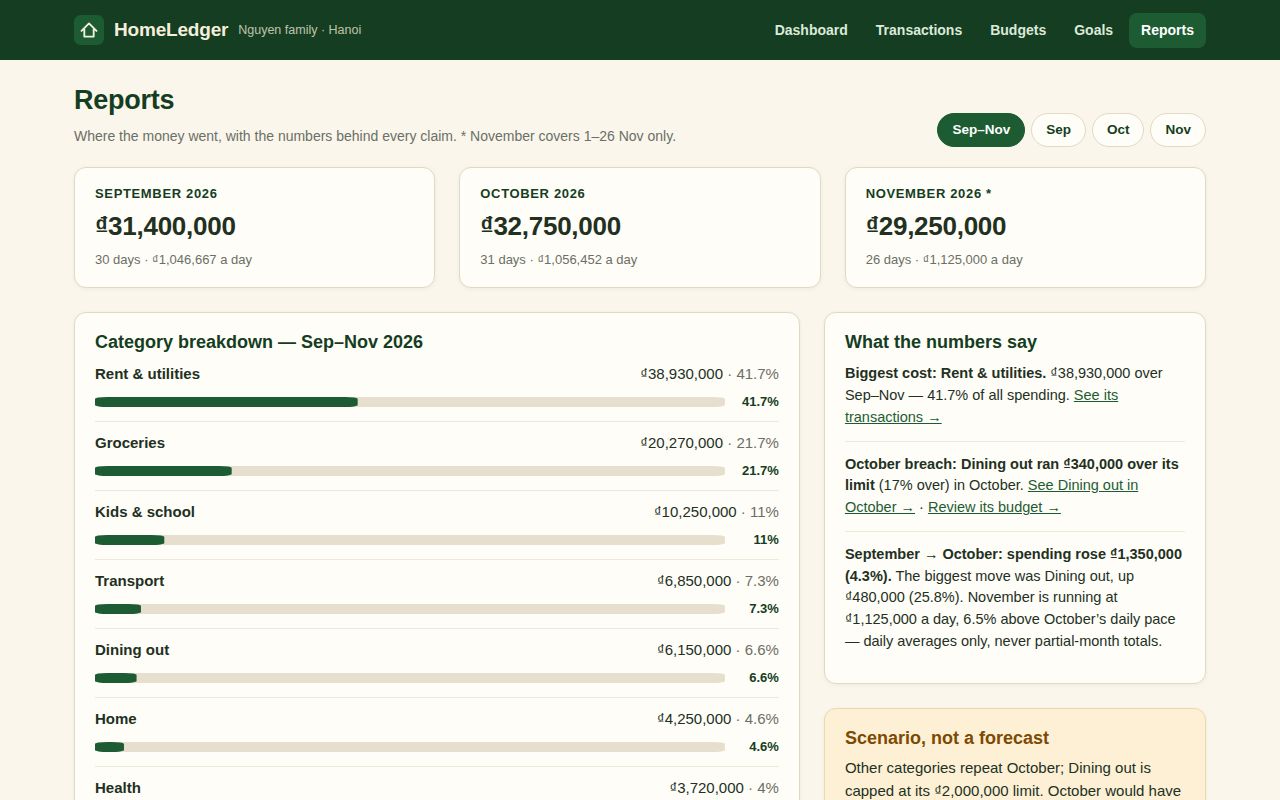 HomeLedger Nguyen family · Hanoi Dashboard Transactions Budgets Goals Reports
Reports
Where the money went, with the numbers behind every claim. * November covers 1–26 Nov only.
Sep–Nov Sep Oct Nov
SEPTEMBER 2026
₫31,400,000
30 days · ₫1,046,667 a day
OCTOBER 2026
₫32,750,000
31 days · ₫1,056,452 a day
NOVEMBER 2026 *
₫29,250,000
26 days · ₫1,125,000 a day
Category breakdown — Sep–Nov 2026
Rent & utilities ₫38,930,000 · 41.7%
41.7%
Groceries ₫20,270,000 · 21.7%
21.7%
Kids & school ₫10,250,000 · 11%
11%
Transport ₫6,850,000 · 7.3%
7.3%
Dining out ₫6,150,000 · 6.6%
6.6%
Home ₫4,250,000 · 4.6%
4.6%
Health ₫3,720,000 · 4%
What the numbers say
Biggest cost: Rent & utilities. ₫38,930,000 over
Sep–Nov — 41.7% of all spending. See its
transactions →
October breach: Dining out ran ₫340,000 over its
limit (17% over) in October. See Dining out in
October → · Review its budget →
September → October: spending rose ₫1,350,000
(4.3%). The biggest move was Dining out, up
₫480,000 (25.8%). November is running at
₫1,125,000 a day, 6.5% above October’s daily pace
— daily averages only, never partial-month totals.
Scenario, not a forecast
Other categories repeat October; Dining out is
capped at its ₫2,000,000 limit. October would have